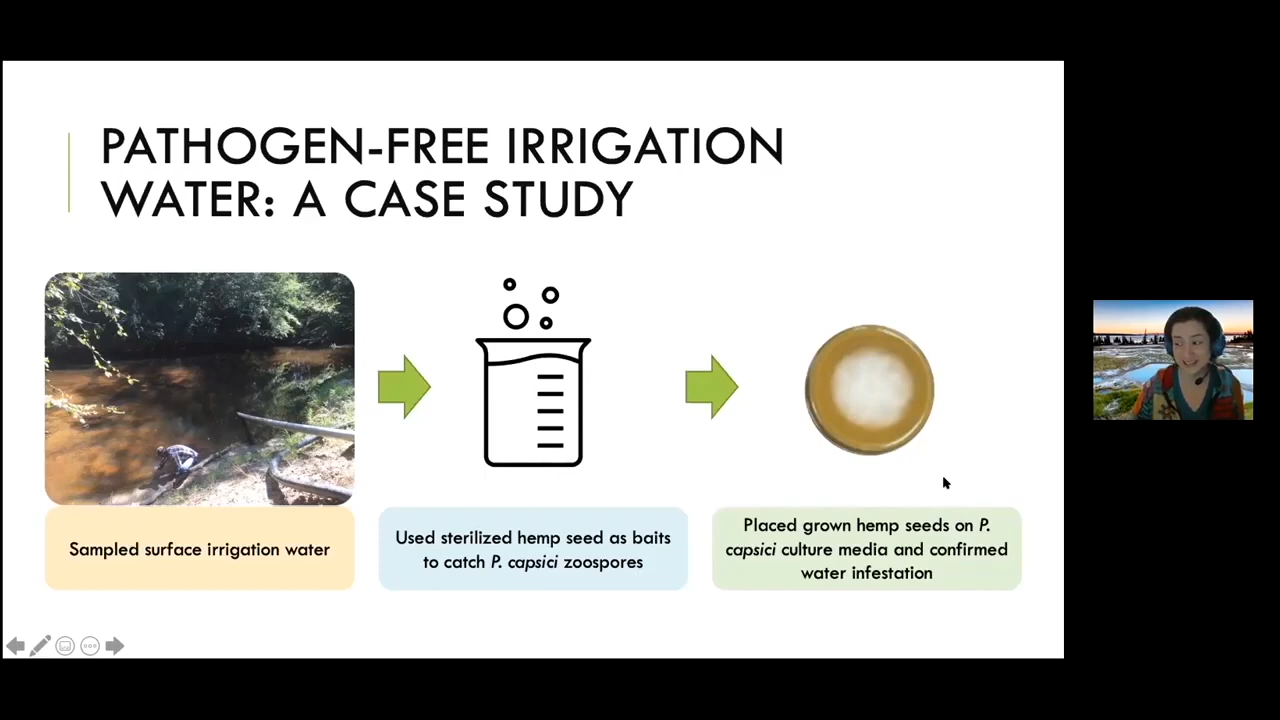 PATHOGEN-FREE IRRIGATION
WATER: A CASE STUDY
Sampled surface irrigation water
Used sterilized hemp seed as baits
to catch P. capsici zoospores
Placed grown hemp seeds on P.
capsici culture media and confirmed
water infestation